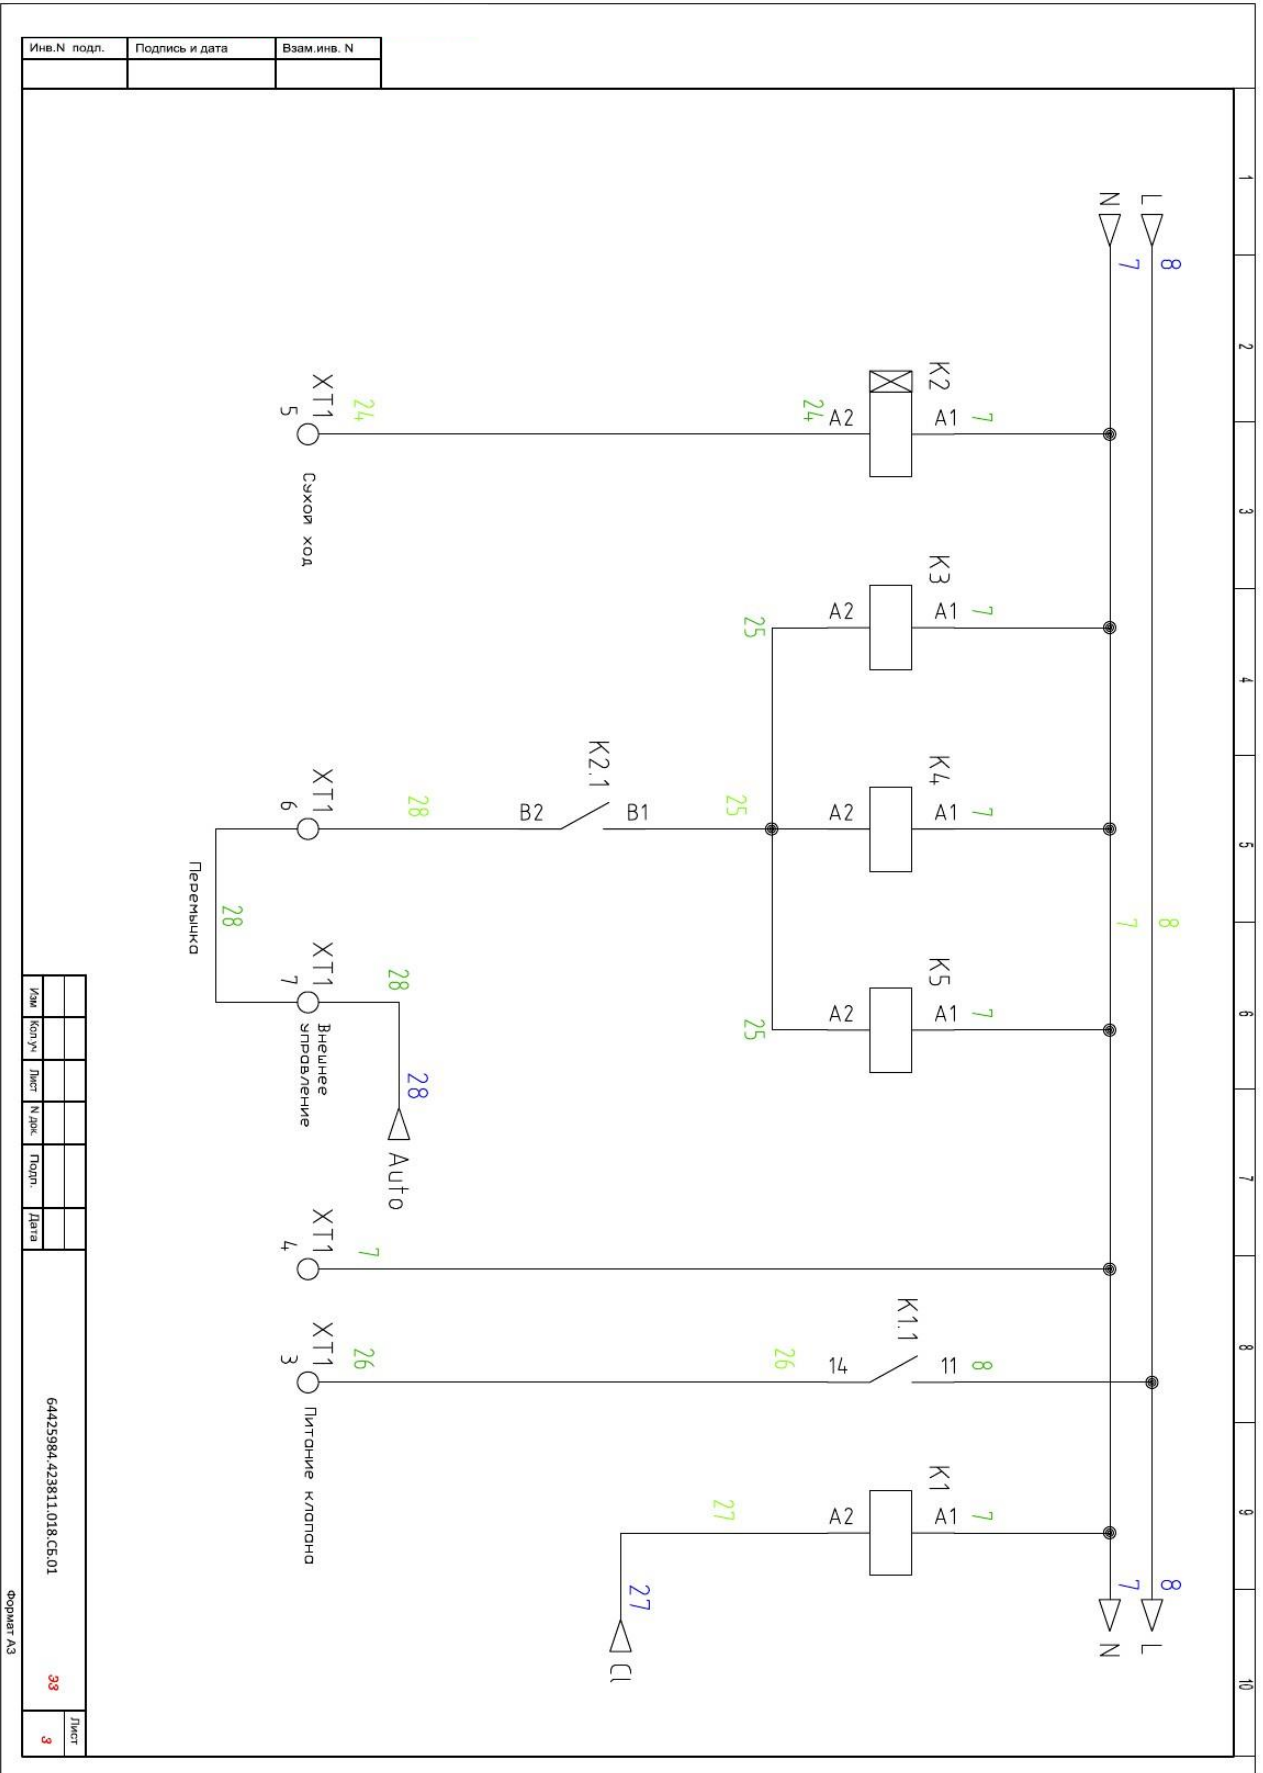 Инв.N подл.
Подпись и дата
Взам.инв. N
1
2
3
4
5
6
7
8
9
10
L
8
8
8
L
N
7
7
7
N
K2
A1
7
A2
24
24
XT1
5
Сухой ход
K3
A1
7
A2
25
K4
A1
7
A2
25
K5
A1
7
A2
25
K2.1
B1
B2
28
XT1
6
28
Перемычка
XT1
7
Внешнее
управление
28
28
Auto
XT1
4
7
K1.1
11
8
14
26
26
XT1
3
Питание клапана
K1
A1
7
A2
27
27
Cl
Изм
Кол.уч
Лист
N док.
Подп.
Дата
64425984.423811.018.СБ.01
ЭЗ
Лист
3
Формат А3